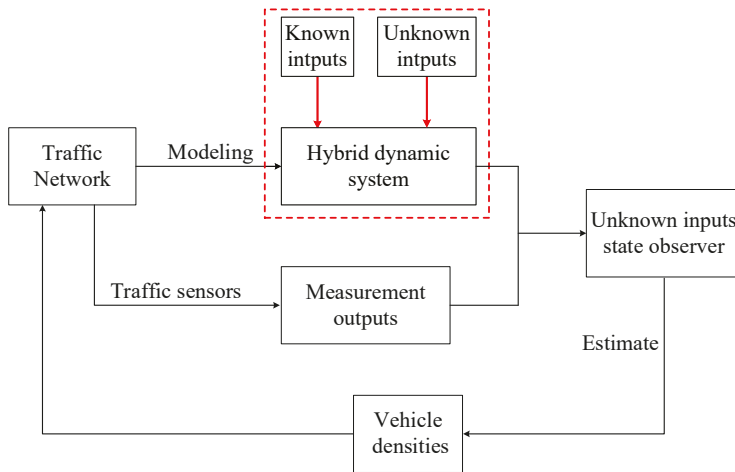 Known
intputs
Unknown
intputs
Traffic
Network
Modeling
Hybrid dynamic
system
Unknown inputs
state observer
Traffic sensors
Measurement
outputs
Estimate
Vehicle
densities